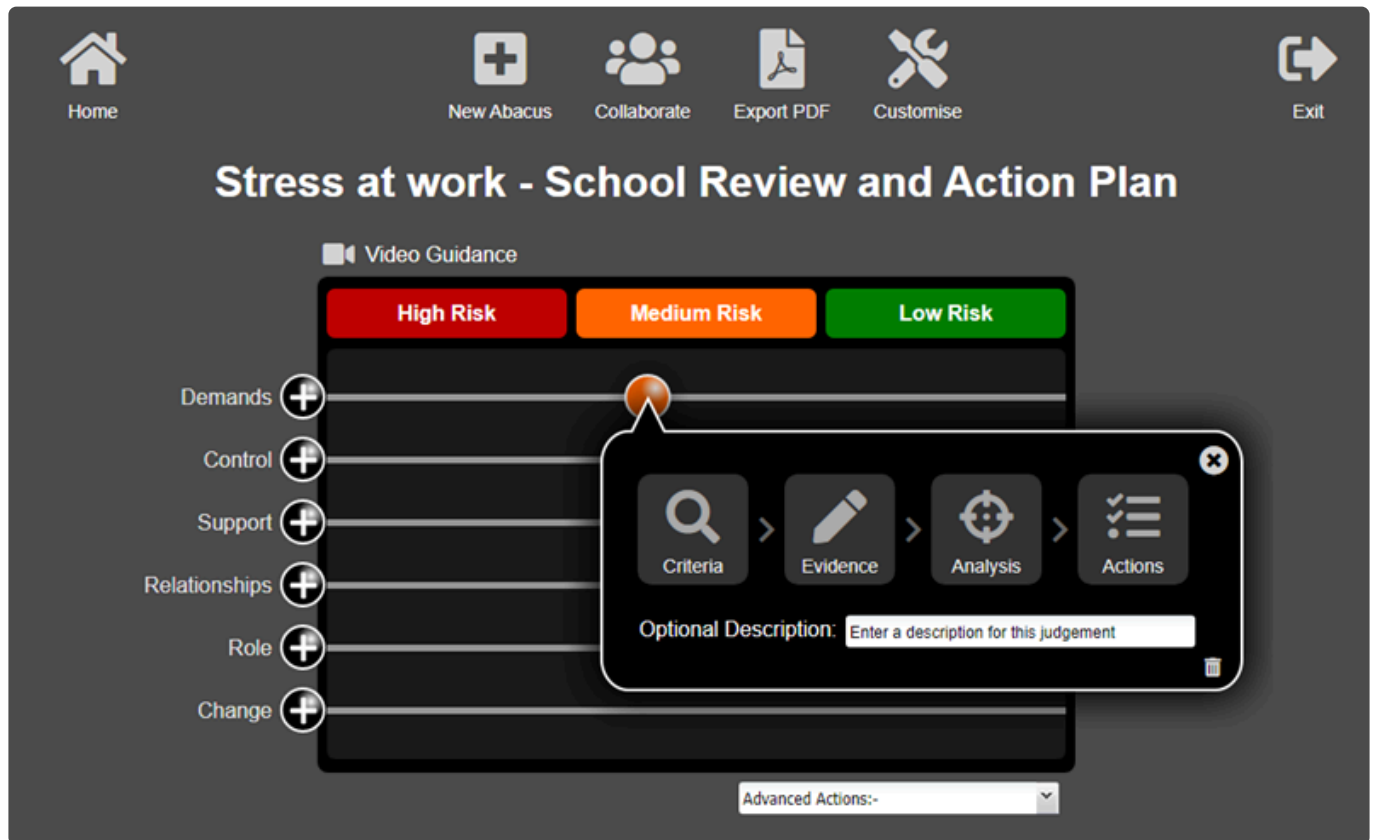 Home
New Abacus
Collaborate
Export PDF
Customise
Exit
Stress at work - School Review and Action Plan
Video Guidance
High Risk
Medium Risk
Low Risk
Demands
Control
Support
Relationships
Role
Change
Criteria
Evidence
Analysis
Actions
Optional Description: Enter a description for this judgement
Advanced Actions:-